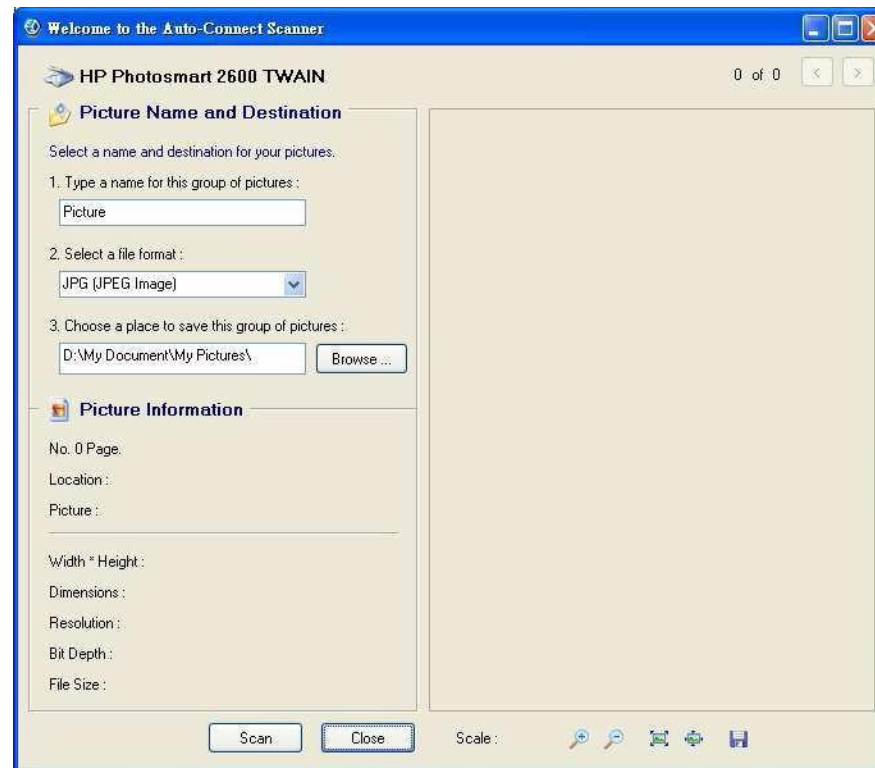 Welcome to the Auto-Connect Scanner
HP Photosmart 2600 TWAIN
0 of 0
< >
Picture Name and Destination
Select a name and destination for your pictures.
1. Type a name for this group of pictures :
Picture
2. Select a file format :
JPG (JPEG Image)
3. Choose a place to save this group of pictures :
D:\My Document\My Pictures\
Browse ...
Picture Information
No. 0 Page.
Location :
Picture :
Width * Height :
Dimensions :
Resolution :
Bit Depth :
File Size :
Scan
Close
Scale :